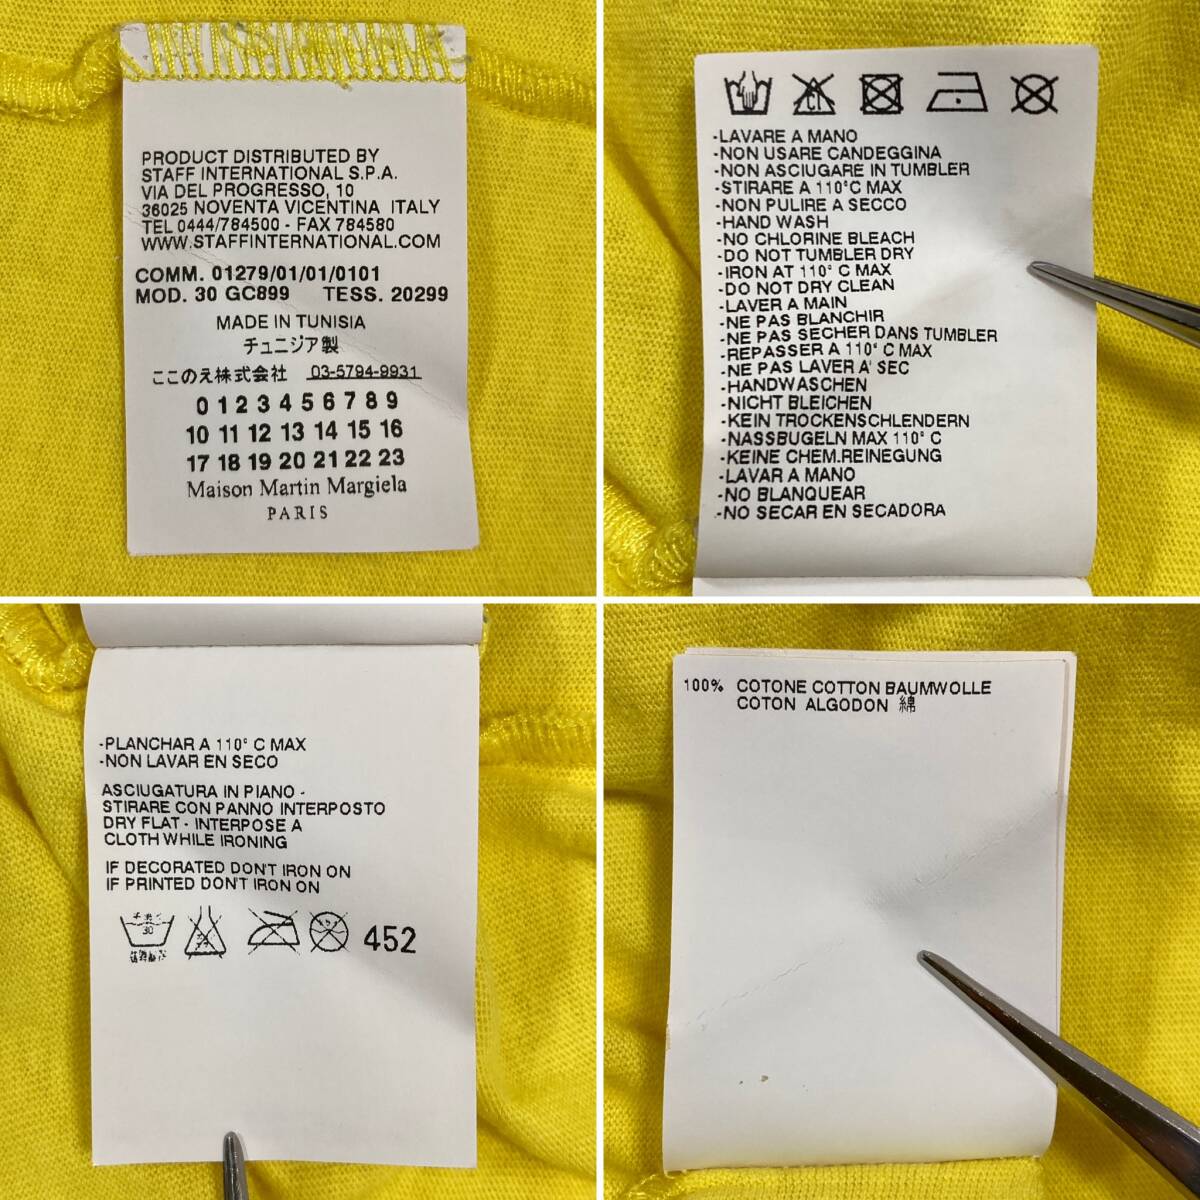 PRODUCT DISTRIBUTED BY
STAFF INTERNATIONAL S.P.A.
VIA DEL PROGRESSO, 10
36025 NOVENTA VICENTINA ITALY
TEL 0444/784500 - FAX 784580
WWW.STAFFINTERNATIONAL.COM
COMM. 01279/01/01/0101
MOD. 30 GC899 TESS. 20299
MADE IN TUNISIA
チュニジア製
ここのえ株式会社 03-5794-9931
0 1 2 3 4 5 6 7 8 9
10 11 12 13 14 15 16
17 18 19 20 21 22 23
Maison Martin Margiela
PARIS
Cl
-LAVARE A MANO
-NON USARE CANDEGGINA
-NON ASCIUGARE IN TUMBLER
-STIRARE A 110°C MAX
-NON PULIRE A SECCO
-HAND WASH
-NO CHLORINE BLEACH
-DO NOT TUMBLER DRY
-IRON AT 110° C MAX
-DO NOT DRY CLEAN
-LAVER A MAIN
-NE PAS BLANCHIR
-NE PAS SECHER DANS TUMBLER
-REPASSER A 110° C MAX
-NE PAS LAVER A' SEC
-HANDWASCHEN
-NICHT BLEICHEN
-KEIN TROCKENSCHLENDERN
-NASSBUGELN MAX 110° C
-KEINE CHEM.REINEGUNG
-LAVAR A MANO
-NO BLANQUEAR
-NO SECAR EN SECADORA
-PLANCHAR A 110° C MAX
-NON LAVAR EN SECO
ASCIUGATURA IN PIANO -
STIRARE CON PANNO INTERPOSTO
DRY FLAT - INTERPOSE A
CLOTH WHILE IRONING
IF DECORATED DON'T IRON ON
IF PRINTED DON'T IRON ON
30
452
100% COTONE COTTON BAUMWOLLE
COTON ALGODON 綿